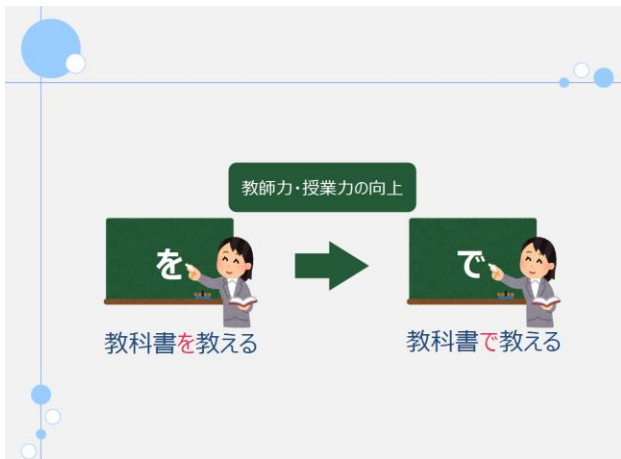 教師力・授業力の向上
を
で
教科書を教える
教科書で教える